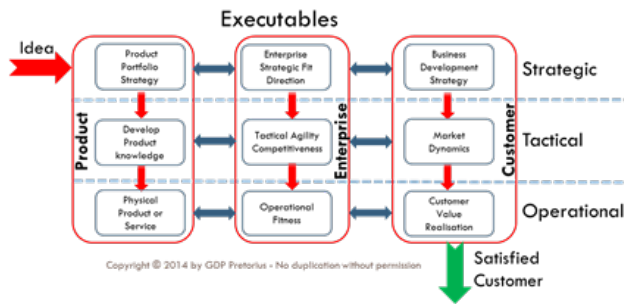 Executables
Idea
Product
Portfolio
Strategy
Enterprise
Strategic Fit
Direction
Business
Development
Strategy
Strategic
Product
Develop
Product
knowledge
Tactical Agility
Competitiveness
Enterprise
Market
Dynamics
Customer
Tactical
Physical
Product or
Service
Operational
Fitness
Customer
Value
Realisation
Operational
Copyright © 2014 by GDP Pretorius - No duplication without permission
Satisfied
Customer